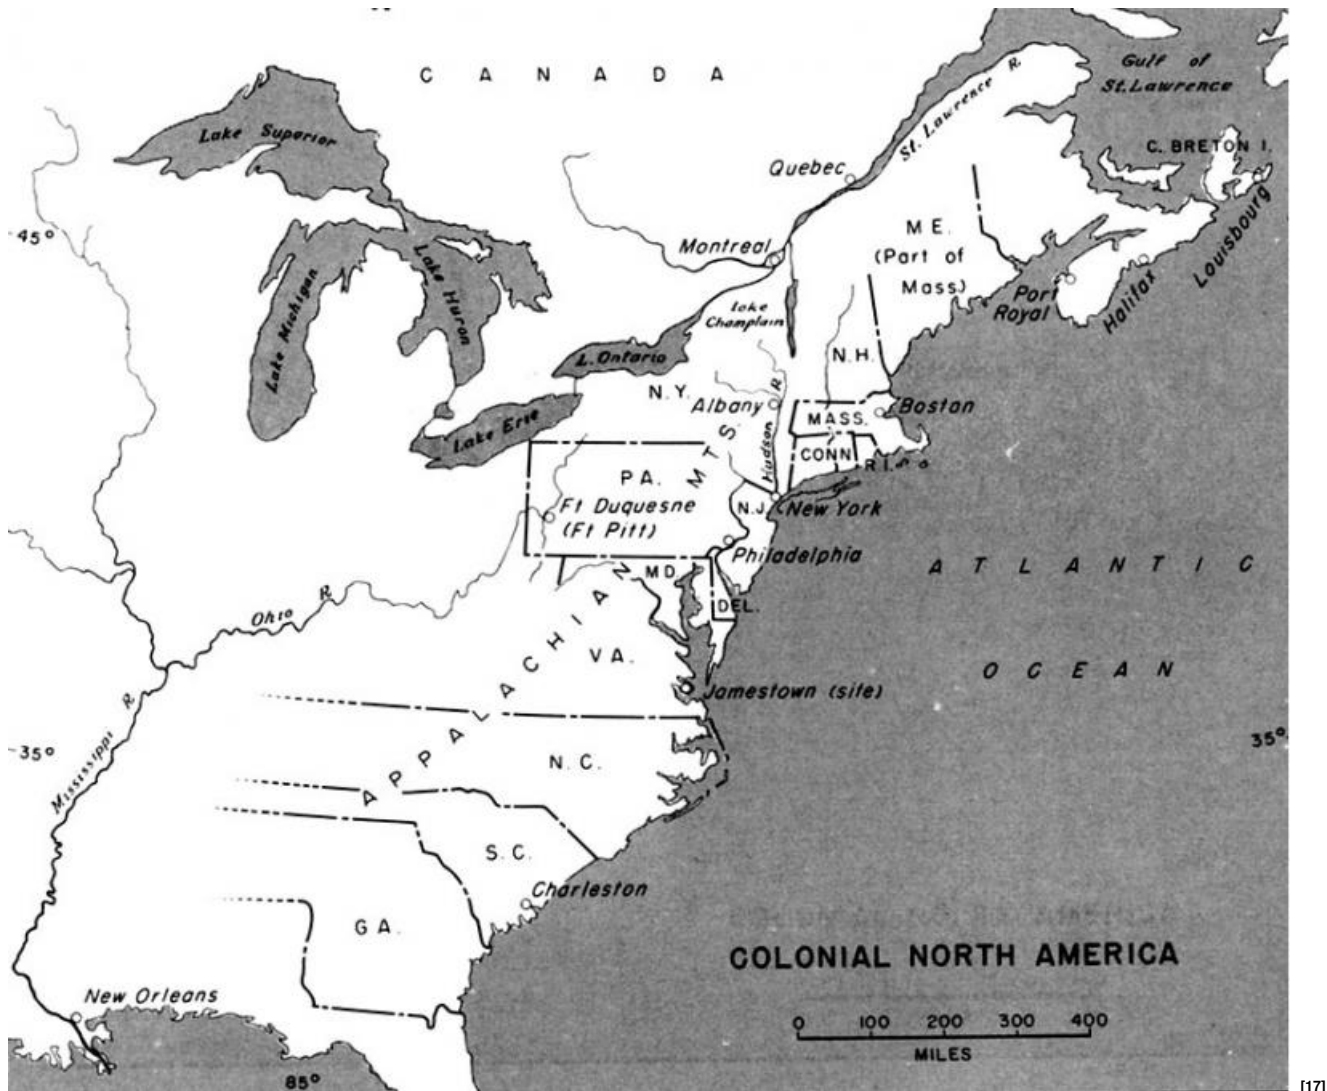 CANADA
Gulf of
St. Lawrence
St. Lawrence R.
Lake Superior
C. BRETON I.
Quebec
45°
M E.
(Part of
Mass.)
Montreal
Louisbourg
Lake Michigan
Lake Huron
Port
Royal
Halifax
Lake
Champlain
L. Ontario
N.H.
N.Y.
Albany
Hudson R
Boston
MASS.
Lake Erie
CONN
R I.
PA.
Ft Duquesne
(Ft Pitt)
N.J.
New York
Philadelphia
ATLANTIC
OCEAN
MD
DEL.
Ohio R
APPALACHIAN MTS.
VA.
Jamestown (site)
Mississippi R
35°
35°
N.C.
S.C.
Charleston
GA.
COLONIAL NORTH AMERICA
New Orleans
0 100 200 300 400
MILES
85°
[17]